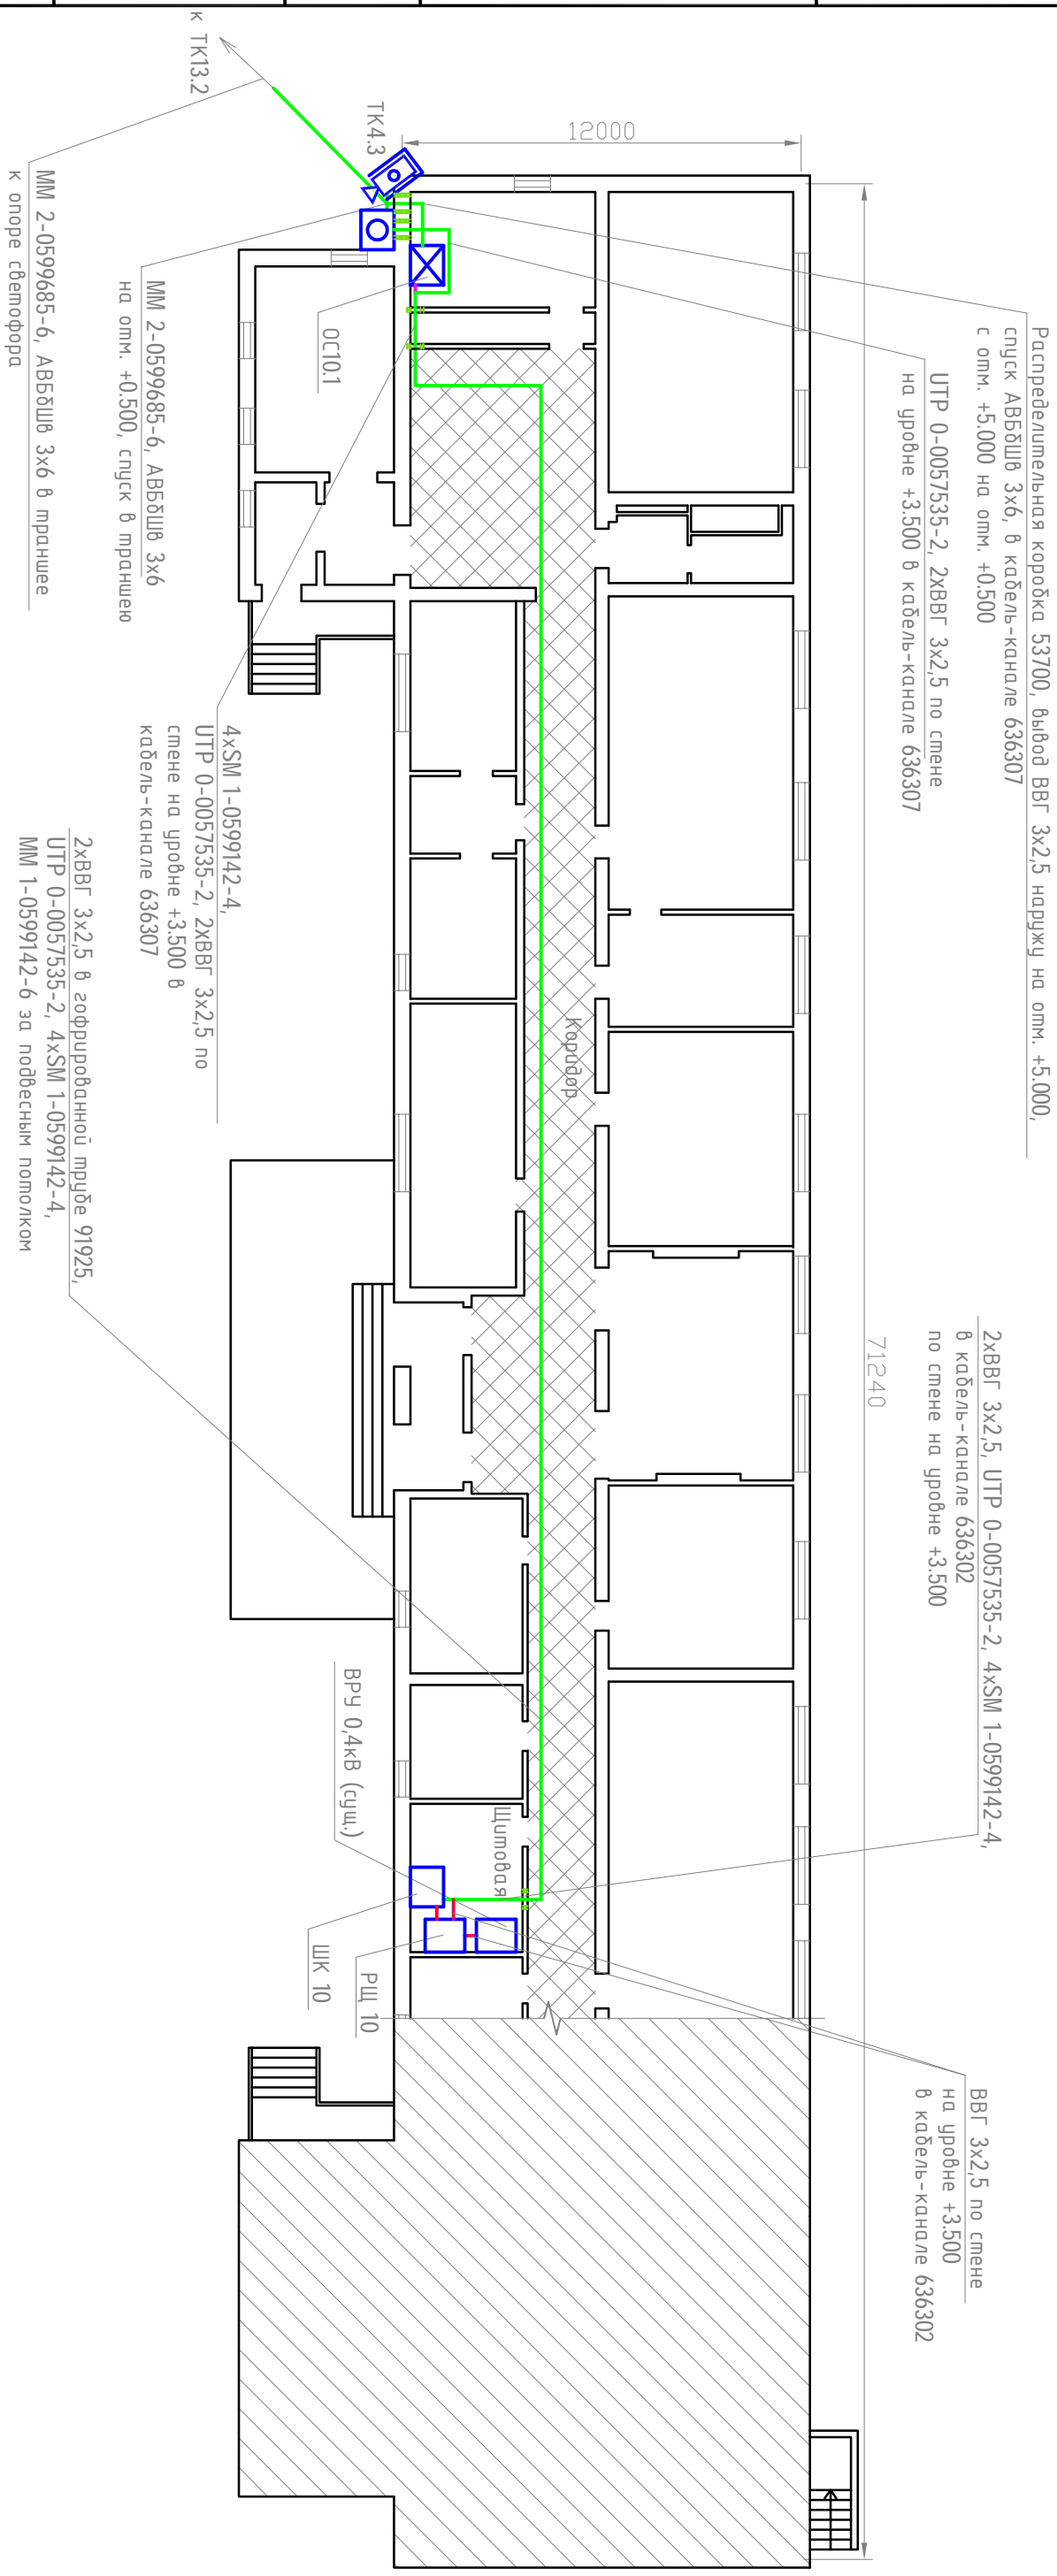 Распределительная коробка 53700, вывод ВВГ 3х2,5 наружу на отм. +5.000,
спуск АВБбШв 3х6, в кабель-канале 636307
с отм. +5.000 на отм. +0.500
UTP 0-0057535-2, 2хВВГ 3х2,5 по стене
на уровне +3.500 в кабель-канале 636307
2хВВГ 3х2,5, UTP 0-0057535-2, 4xSM 1-0599142-4,
в кабель-канале 636302
по стене на уровне +3.500
ВВГ 3х2,5 по стене
на уровне +3.500
в кабель-канале 636302
71240
12000
Коридор
Щитовая
к ТК13.2
ТК4.3
ОС10.1
ВРУ 0,4кВ (сущ.)
РЩ 10
ШК 10
ММ 2-0599685-6, АВБбШв 3х6
на отм. +0.500, спуск в траншею
ММ 2-0599685-6, АВБбШв 3х6 в траншее
к опоре светофора
4xSM 1-0599142-4,
UTP 0-0057535-2, 2хВВГ 3х2,5 по
стене на уровне +3.500 в
кабель-канале 636307
2хВВГ 3х2,5 в гофрированной трубе 91925,
UTP 0-0057535-2, 4xSM 1-0599142-4,
ММ 1-0599142-6 за подвесным потолком